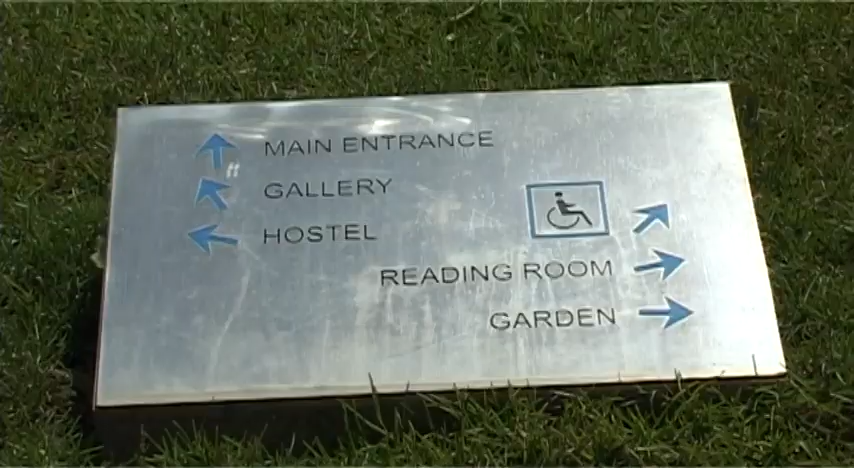 MAIN ENTRANCE
GALLERY
HOSTEL
READING ROOM
GARDEN